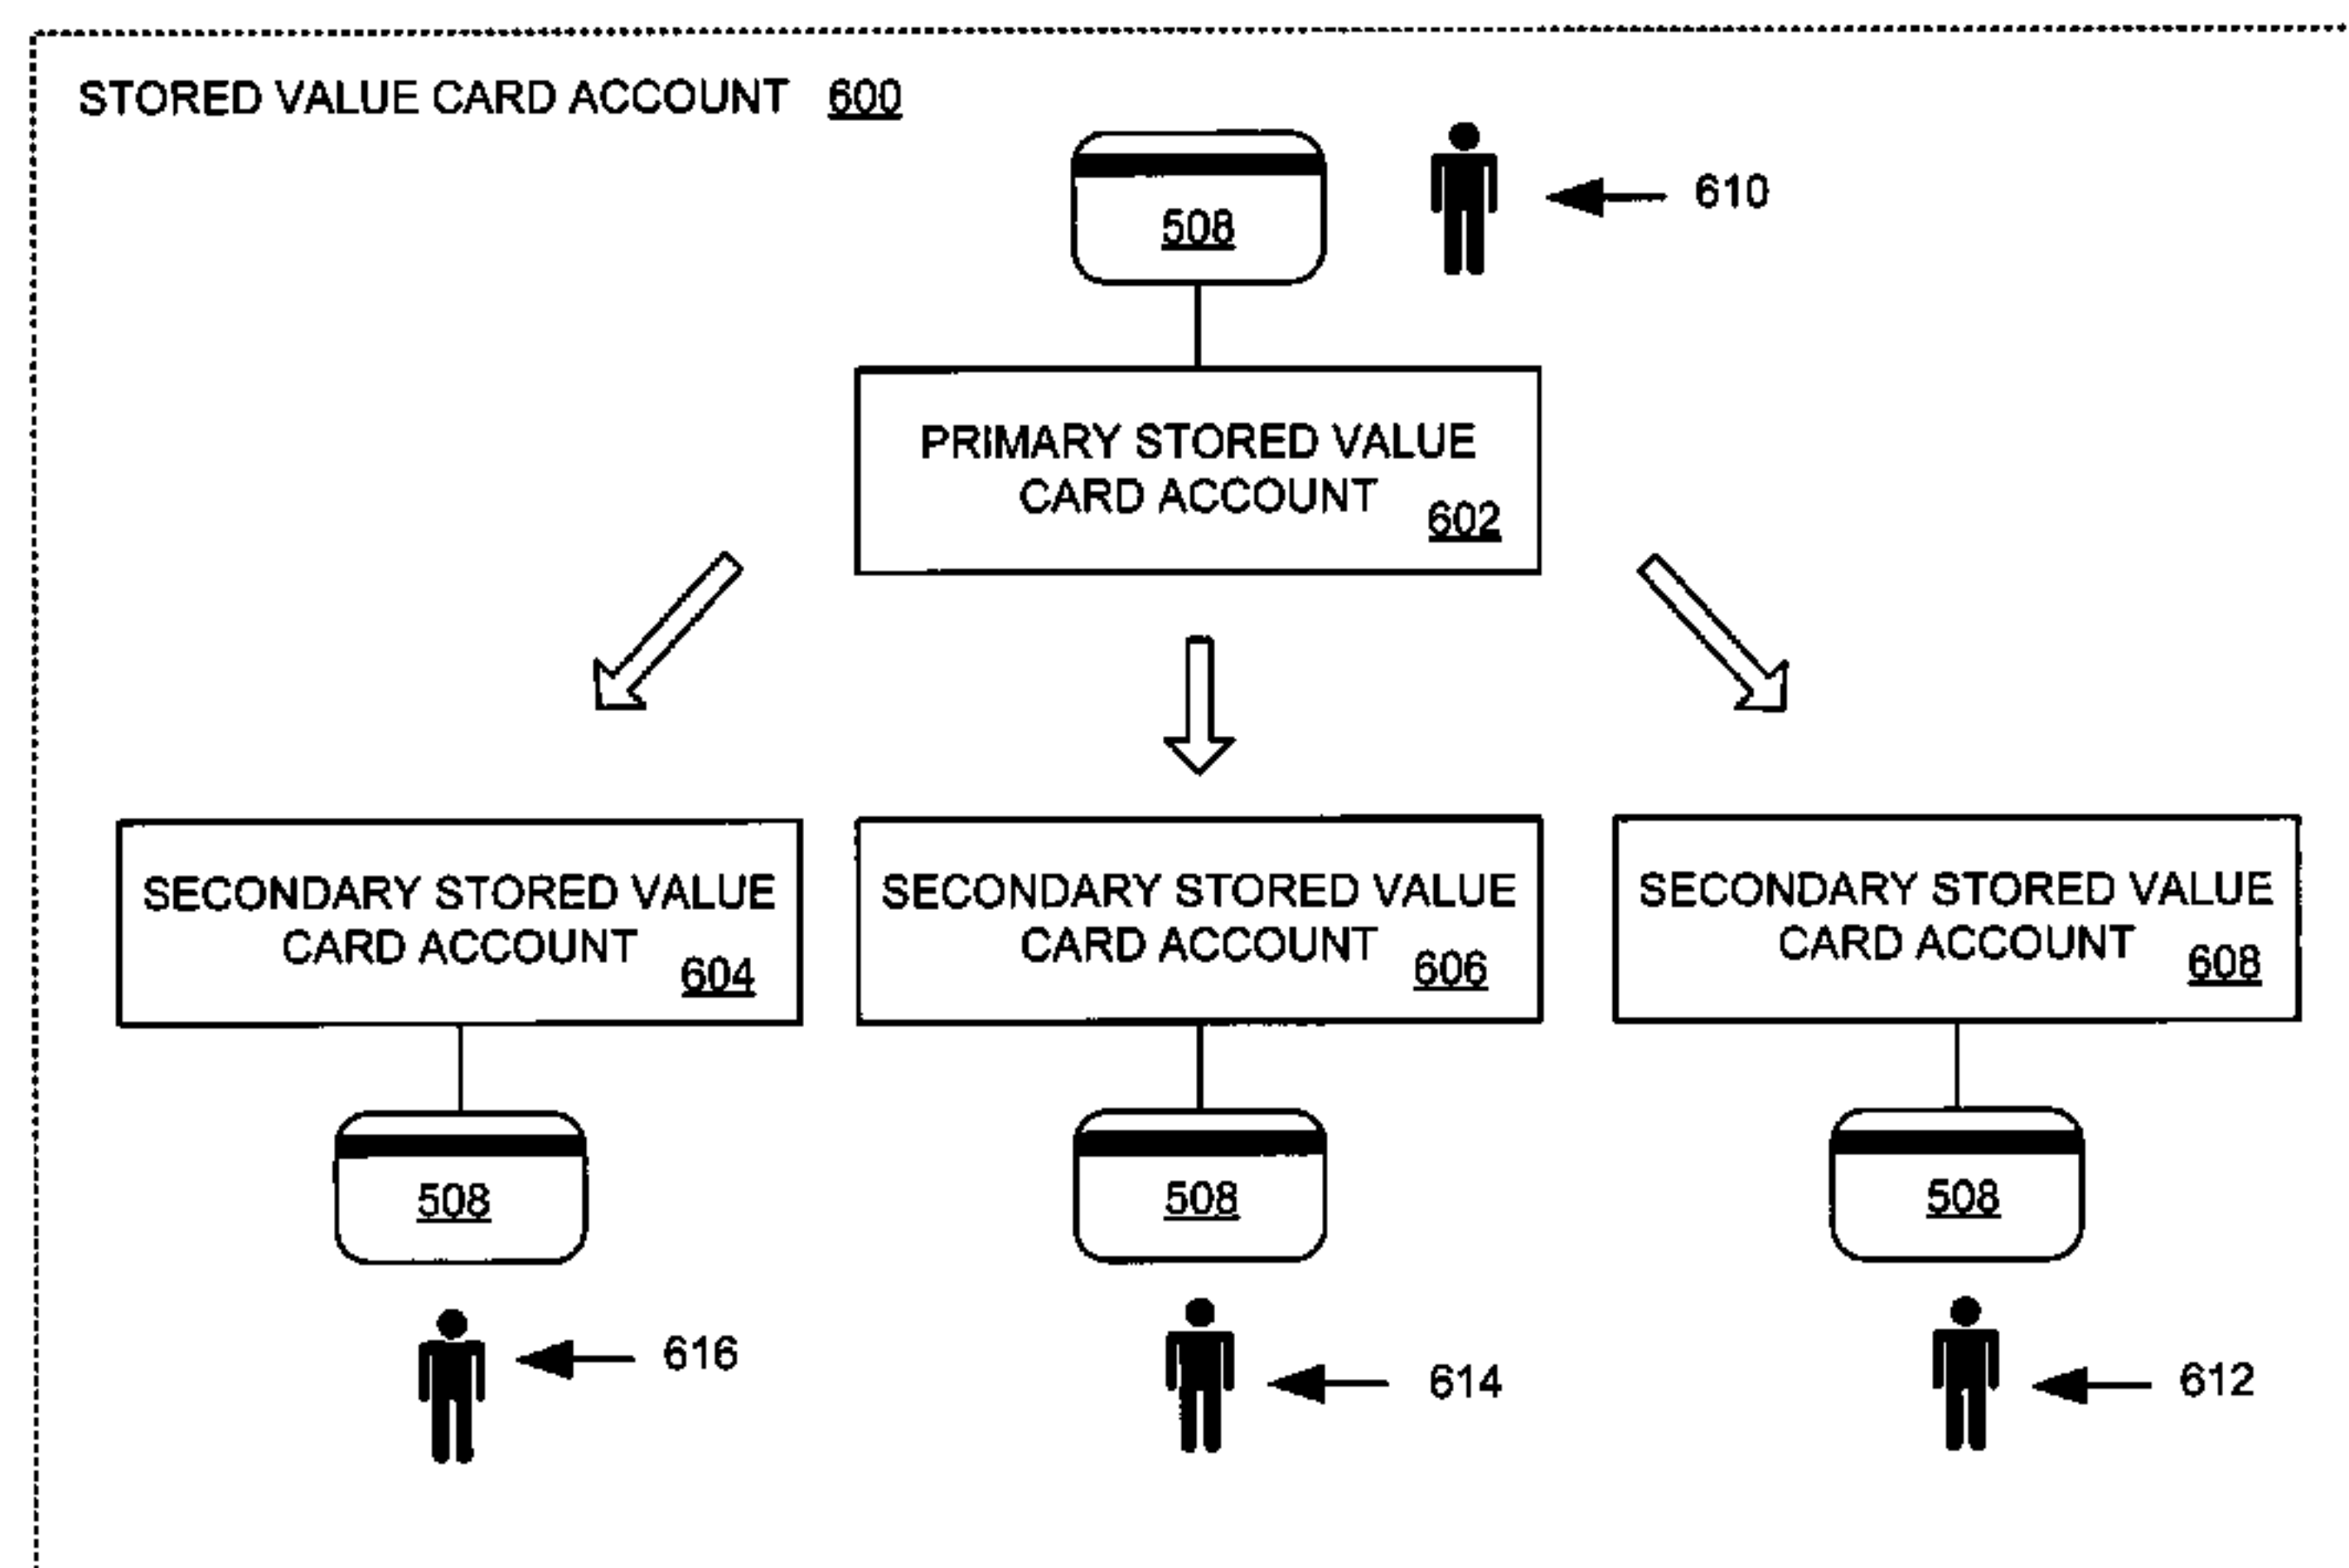 STORED VALUE CARD ACCOUNT 600
610
508
PRIMARY STORED VALUE
CARD ACCOUNT
602
SECONDARY STORED VALUE
CARD ACCOUNT
604
SECONDARY STORED VALUE
CARD ACCOUNT
606
SECONDARY STORED VALUE
CARD ACCOUNT
608
508
508
508
616
614
612